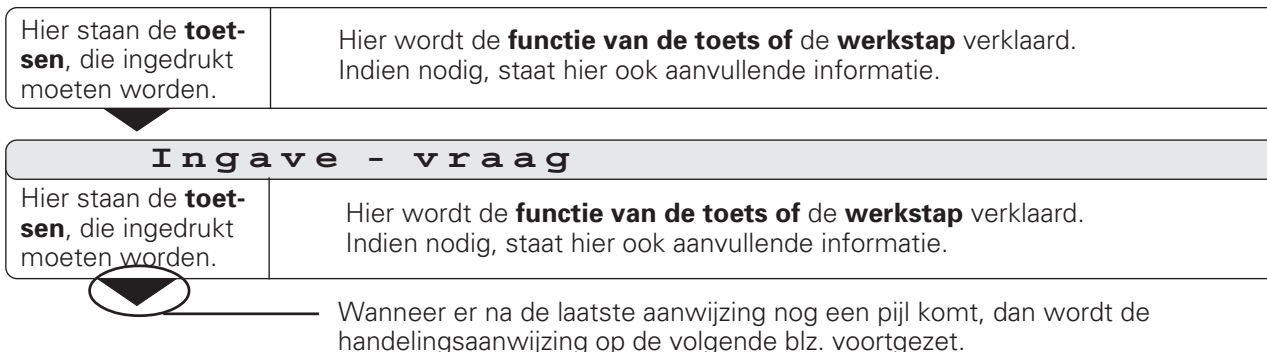 Hier staan de toet-
sen, die ingedrukt
moeten worden.
Hier wordt de functie van de toets of de werkstap verklaard.
Indien nodig, staat hier ook aanvullende informatie.
Ingave - vraag
Hier staan de toet-
sen, die ingedrukt
moeten worden.
Hier wordt de functie van de toets of de werkstap verklaard.
Indien nodig, staat hier ook aanvullende informatie.
Wanneer er na de laatste aanwijzing nog een pijl komt, dan wordt de
handelingsaanwijzing op de volgende blz. voortgezet.